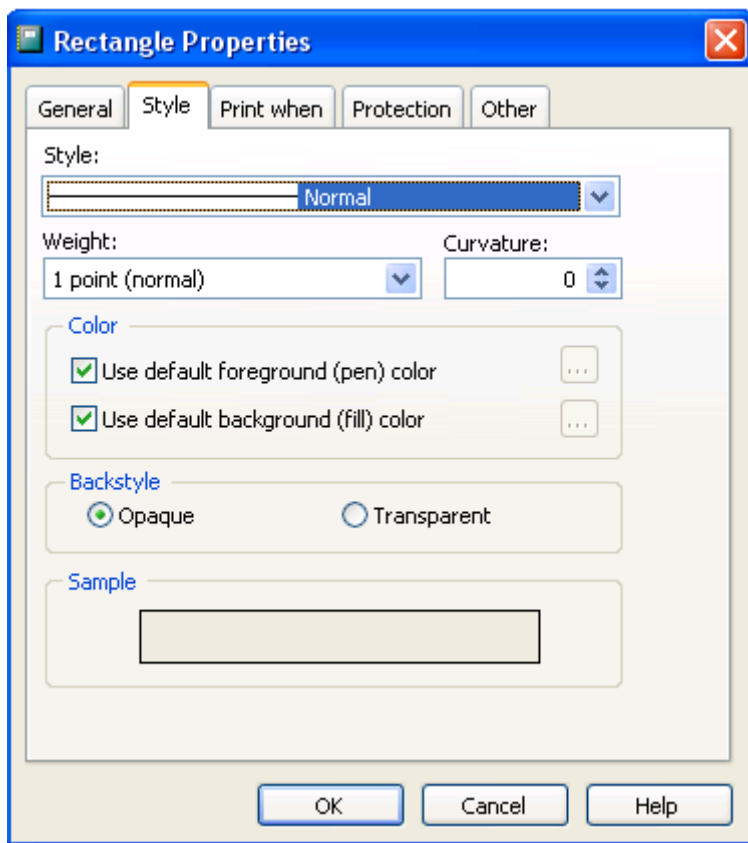 Rectangle Properties
General Style Print when Protection Other
Style:
Normal
Weight: Curvature:
1 point (normal) 0
Color
Use default foreground (pen) color ...
Use default background (fill) color ...
Backstyle
Opaque Transparent
Sample
OK Cancel Help